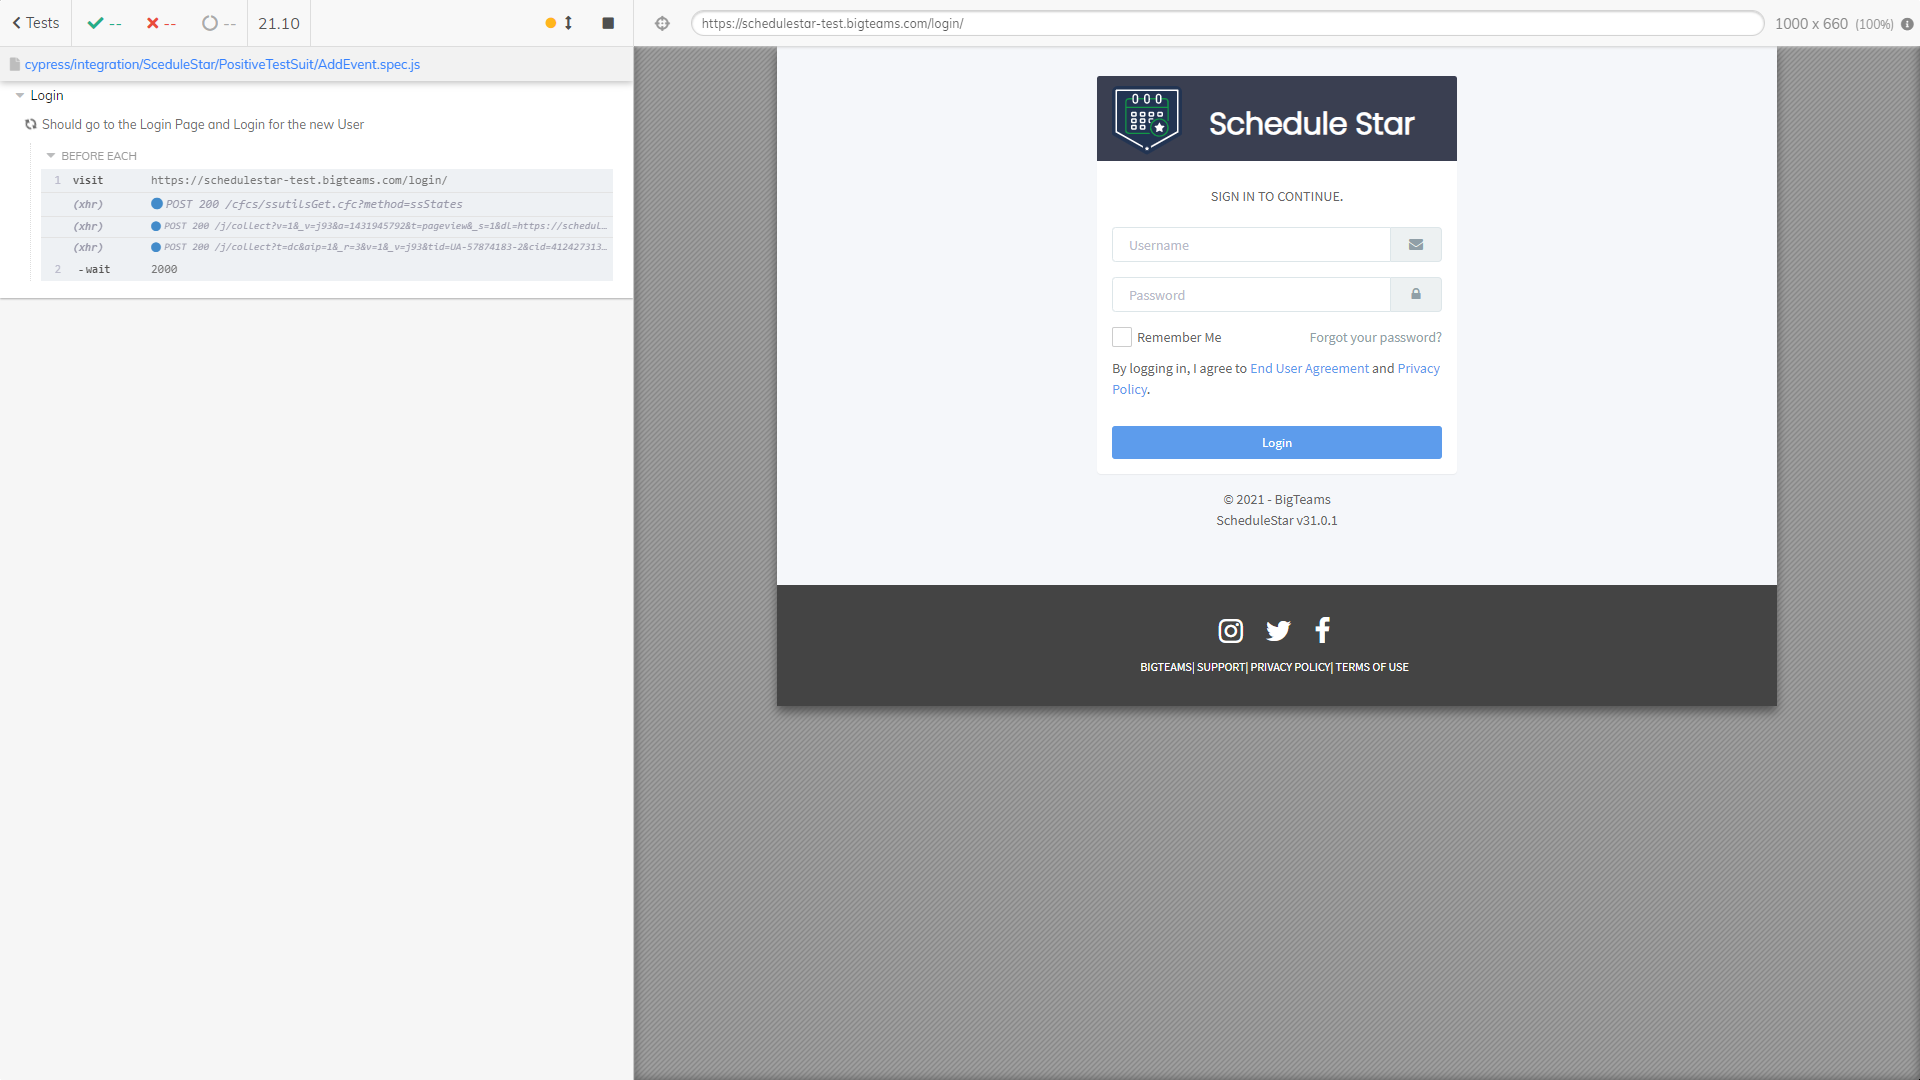 Tests -- -- -- 21.10
https://schedulestar-test.bigteams.com/login/ 1000 x 660 (100%)
cypress/integration/SceduleStar/PositiveTestSuit/AddEvent.spec.js
Login
Should go to the Login Page and Login for the new User
BEFORE EACH
1 visit https://schedulestar-test.bigteams.com/login/
(xhr) POST 200 /cfcs/ssutilsGet.cfc?method=ssStates
(xhr) POST 200 /j/collect?v=1&_v=j93&a=1431945792&t=pageview&_s=1&dl=https://schedul...
(xhr) POST 200 /j/collect?t=dc&aip=1&_r=3&v=1&_v=j93&tid=UA-57874183-2&cid=412427313...
2 -wait 2000
Schedule Star
SIGN IN TO CONTINUE.
Username
Password
Remember Me Forgot your password?
By logging in, I agree to End User Agreement and Privacy
Policy.
Login
© 2021 - BigTeams
ScheduleStar v31.0.1
BIGTEAMS| SUPPORT| PRIVACY POLICY| TERMS OF USE